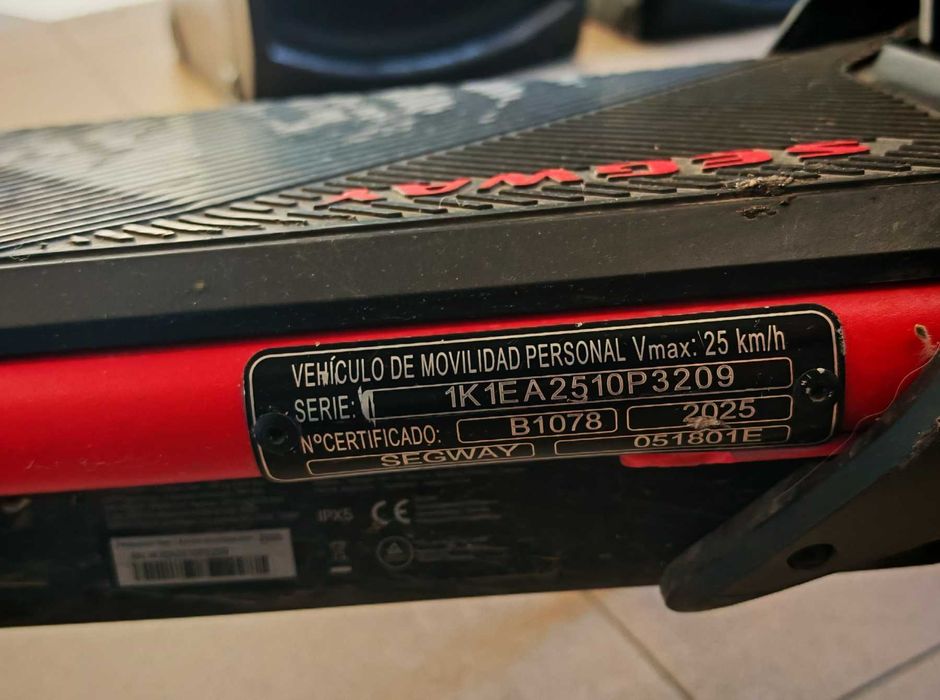 SEGWAY
VEHÍCULO DE MOVILIDAD PERSONAL Vmax: 25 km/h
SERIE: 1K1EA2510P3209
NºCERTIFICADO: B1078 2025
SEGWAY 051801E
IPX5 CE